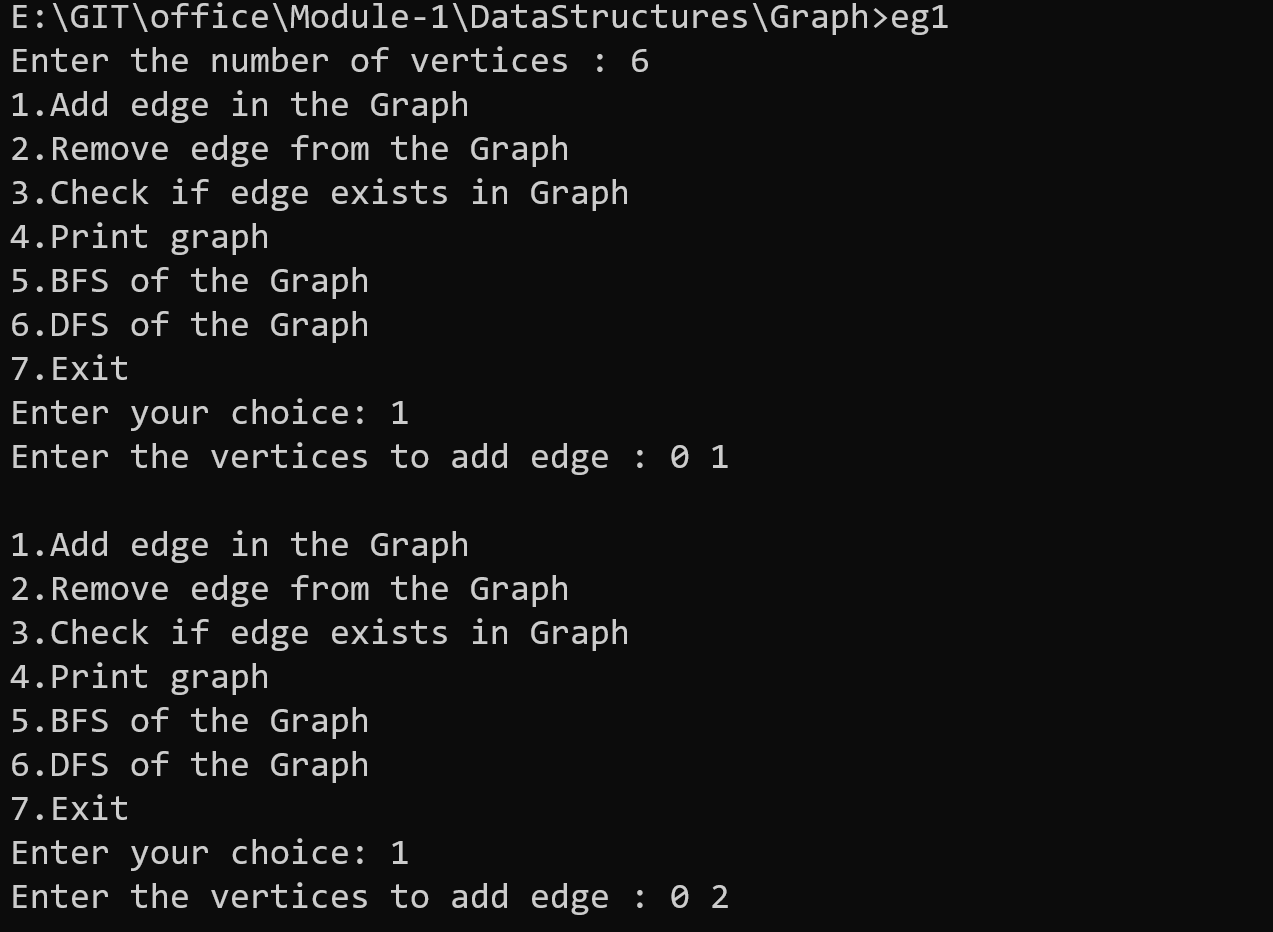 E:\GIT\office\Module-1\DataStructures\Graph>eg1
Enter the number of vertices : 6
1.Add edge in the Graph
2.Remove edge from the Graph
3.Check if edge exists in Graph
4.Print graph
5.BFS of the Graph
6.DFS of the Graph
7.Exit
Enter your choice: 1
Enter the vertices to add edge : 0 1

1.Add edge in the Graph
2.Remove edge from the Graph
3.Check if edge exists in Graph
4.Print graph
5.BFS of the Graph
6.DFS of the Graph
7.Exit
Enter your choice: 1
Enter the vertices to add edge : 0 2